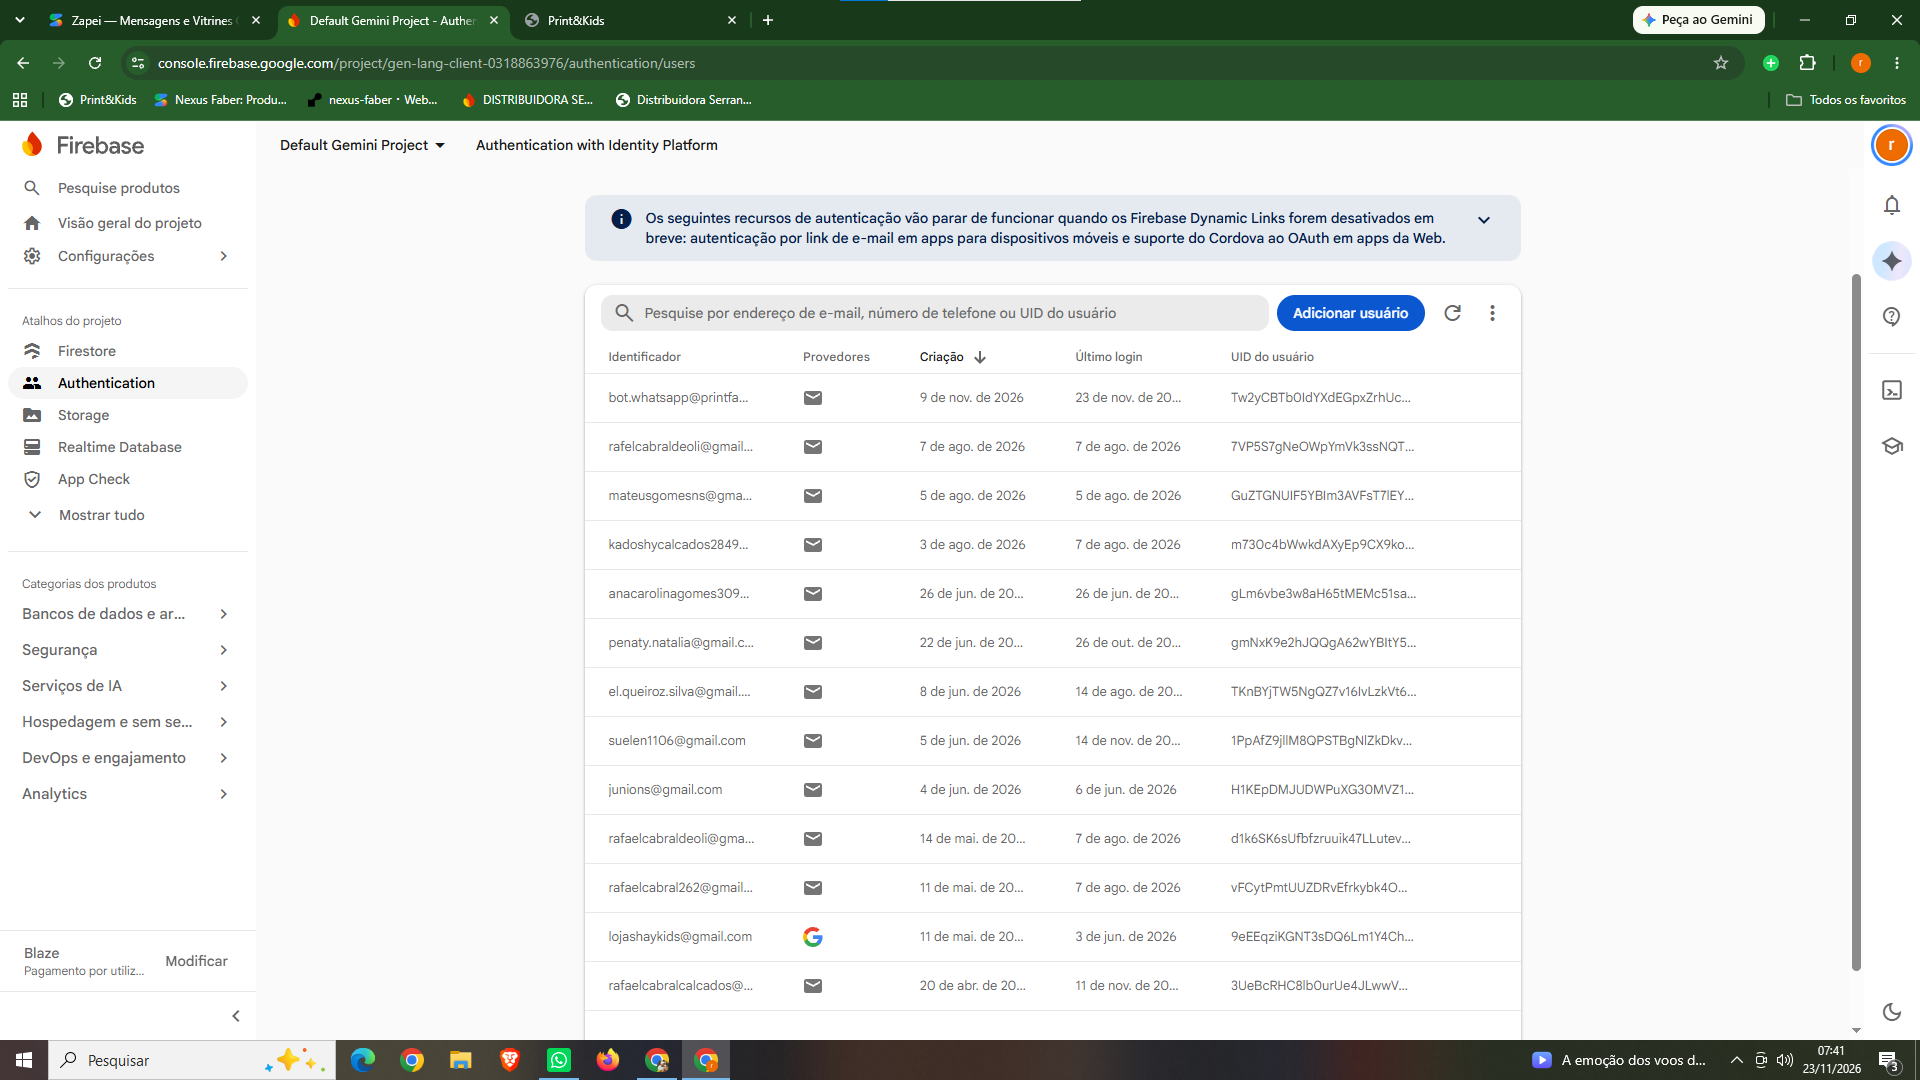 Zapei — Mensagens e Vitrines
Default Gemini Project - Authen
Print&Kids
Peça ao Gemini
console.firebase.google.com/project/gen-lang-client-0318863976/authentication/users
r
Print&Kids
Nexus Faber: Produ...
nexus-faber · Web...
DISTRIBUIDORA SE...
Distribuidora Serran...
Todos os favoritos
Firebase
Default Gemini Project
Authentication with Identity Platform
r
Pesquise produtos
Visão geral do projeto
Configurações
Atalhos do projeto
Firestore
Authentication
Storage
Realtime Database
App Check
Mostrar tudo
Categorias dos produtos
Bancos de dados e ar...
Segurança
Serviços de IA
Hospedagem e sem se...
DevOps e engajamento
Analytics
Blaze
Pagamento por utiliz...
Modificar
Os seguintes recursos de autenticação vão parar de funcionar quando os Firebase Dynamic Links forem desativados em
breve: autenticação por link de e-mail em apps para dispositivos móveis e suporte do Cordova ao OAuth em apps da Web.
Pesquise por endereço de e-mail, número de telefone ou UID do usuário
Adicionar usuário
Identificador Provedores Criação Último login UID do usuário
bot.whatsapp@printfa... 9 de nov. de 2026 23 de nov. de 20... Tw2yCBTb0IdYXdEGpxZrhUc...
rafelcabraldeoli@gmail... 7 de ago. de 2026 7 de ago. de 2026 7VP5S7gNeOWpYmVk3ssNQT...
mateusgomesns@gma... 5 de ago. de 2026 5 de ago. de 2026 GuZTGNUIF5YBIm3AVFsT7lEY...
kadoshycalcados2849... 3 de ago. de 2026 7 de ago. de 2026 m730c4bWwkdAXyEp9CX9ko...
anacarolinagomes309... 26 de jun. de 20... 26 de jun. de 20... gLm6vbe3w8aH65tMEMc51sa...
penaty.natalia@gmail.c... 22 de jun. de 20... 26 de out. de 20... gmNxK9e2hJQQgA62wYBItY5...
el.queiroz.silva@gmail.... 8 de jun. de 2026 14 de ago. de 20... TKnBYjTW5NgQZ7v16IvLzkVt6...
suelen1106@gmail.com 5 de jun. de 2026 14 de nov. de 20... 1PpAfZ9jllM8QPSTBgNlZkDkv...
junions@gmail.com 4 de jun. de 2026 6 de jun. de 2026 H1KEpDMJUDWPuXG30MVZ1...
rafaelcabraldeoli@gma... 14 de mai. de 20... 7 de ago. de 2026 d1k6SK6sUfbfzruuik47LLutev...
rafaelcabral262@gmail... 11 de mai. de 20... 7 de ago. de 2026 vFCytPmtUUZDRvEfrkybk4O...
lojashaykids@gmail.com 11 de mai. de 20... 3 de jun. de 2026 9eEEqziKGNT3sDQ6Lm1Y4Ch...
rafaelcabralcalcados@... 20 de abr. de 20... 11 de nov. de 20... 3UeBcRHC8lb0urUe4JLwwV...
Pesquisar
A emoção dos voos d...
07:41
23/11/2026
3